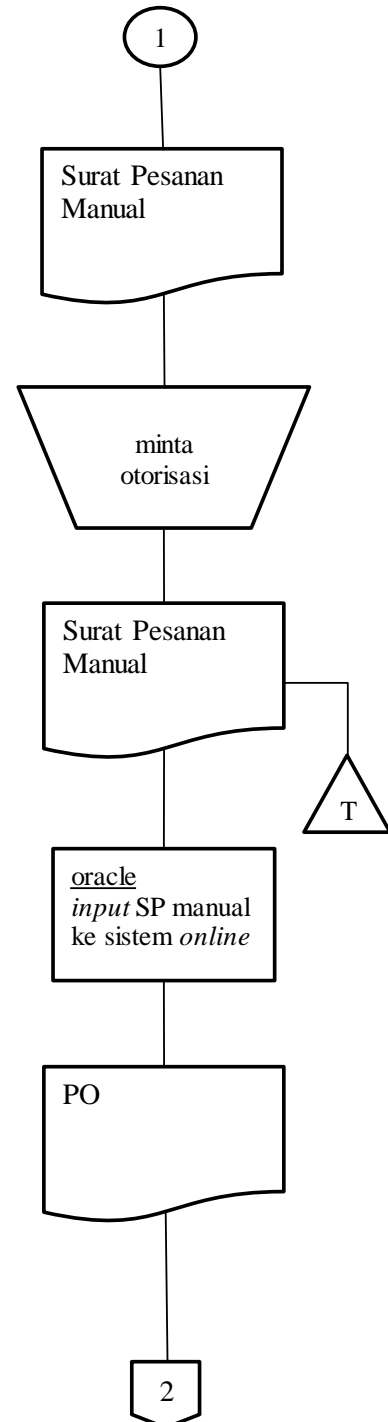 1
Surat Pesanan
Manual
minta
otorisasi
Surat Pesanan
Manual
T
oracle
input SP manual
ke sistem online
PO
2